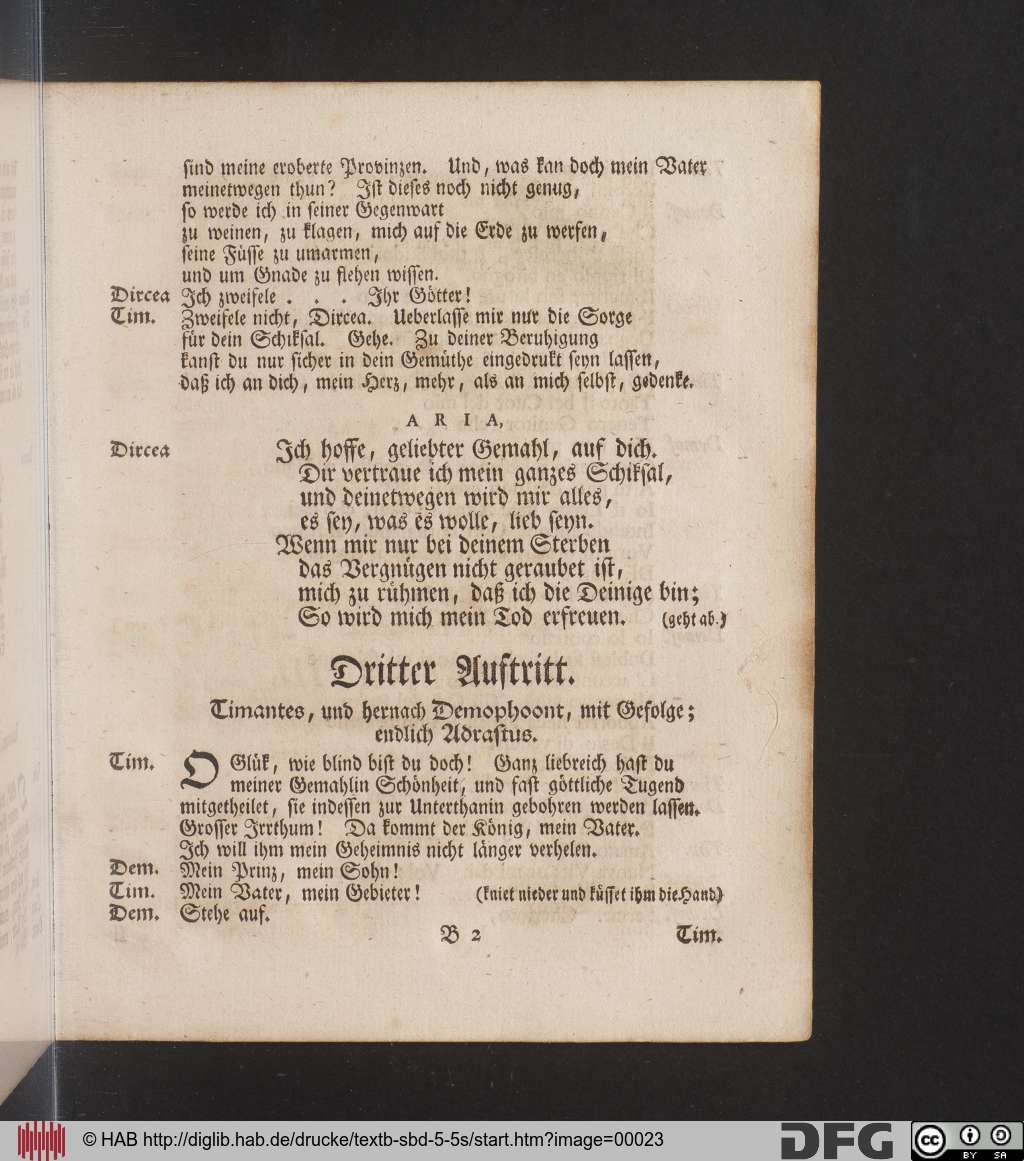 sind meine eroberte Provinzen. Und, was kan doch mein Vater
meinetwegen thun? Ist dieses noch nicht genug,
so werde ich in seiner Gegenwart
zu weinen, zu klagen, mich auf die Erde zu werfen,
seine Füsse zu umarmen,
und um Gnade zu flehen wissen.
Dircea Ich zweifele . . . Ihr Götter!
Tim. Zweifele nicht, Dircea. Ueberlasse mir nur die Sorge
für dein Schiksal. Gehe. Zu deiner Beruhigung
kanst du nur sicher in dein Gemüthe eingedrukt seyn lassen,
daß ich an dich, mein Herz, mehr, als an mich selbst, gedenke.
ARIA,
Dircea Ich hoffe, geliebter Gemahl, auf dich.
Dir vertraue ich mein ganzes Schiksal,
und deinetwegen wird mir alles,
es sey, was es wolle, lieb seyn.
Wenn mir nur bei deinem Sterben
das Vergnügen nicht geraubet ist,
mich zu rühmen, daß ich die Deinige bin;
So wird mich mein Tod erfreuen. (geht ab.)
Dritter Auftritt.
Timantes, und hernach Demophoont, mit Gefolge;
endlich Adrastus.
Tim. O Glük, wie blind bist du doch! Ganz liebreich hast du
meiner Gemahlin Schönheit, und fast göttliche Tugend
mitgetheilet, sie indessen zur Unterthanin gebohren werden lassen.
Grosser Irrthum! Da kommt der König, mein Vater.
Ich will ihm mein Geheimnis nicht länger verhelen.
Dem. Mein Prinz, mein Sohn!
Tim. Mein Vater, mein Gebieter! (kniet nieder und küsset ihm die Hand)
Dem. Stehe auf.
B 2 Tim.
© HAB http://diglib.hab.de/drucke/textb-sbd-5-5s/start.htm?image=00023
DFG
cc BY SA